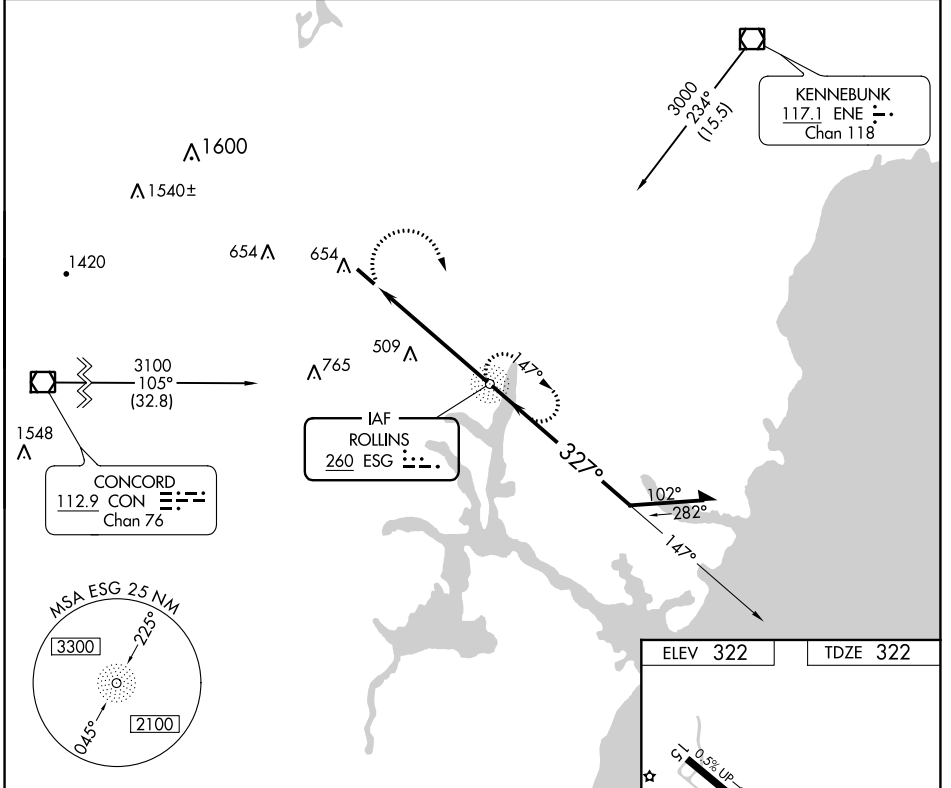 3000
234°
(15.5)
KENNEBUNK
117.1 ENE
Chan 118
1600
1540±
654
654
1420
509
765
3100
105°
(32.8)
147°
IAF
ROLLINS
260 ESG
1548
CONCORD
112.9 CON
Chan 76
327°
102°
282°
147°
MSA ESG 25 NM
3300
225°
045°
2100
ELEV 322
TDZE 322
15
0.5% UP